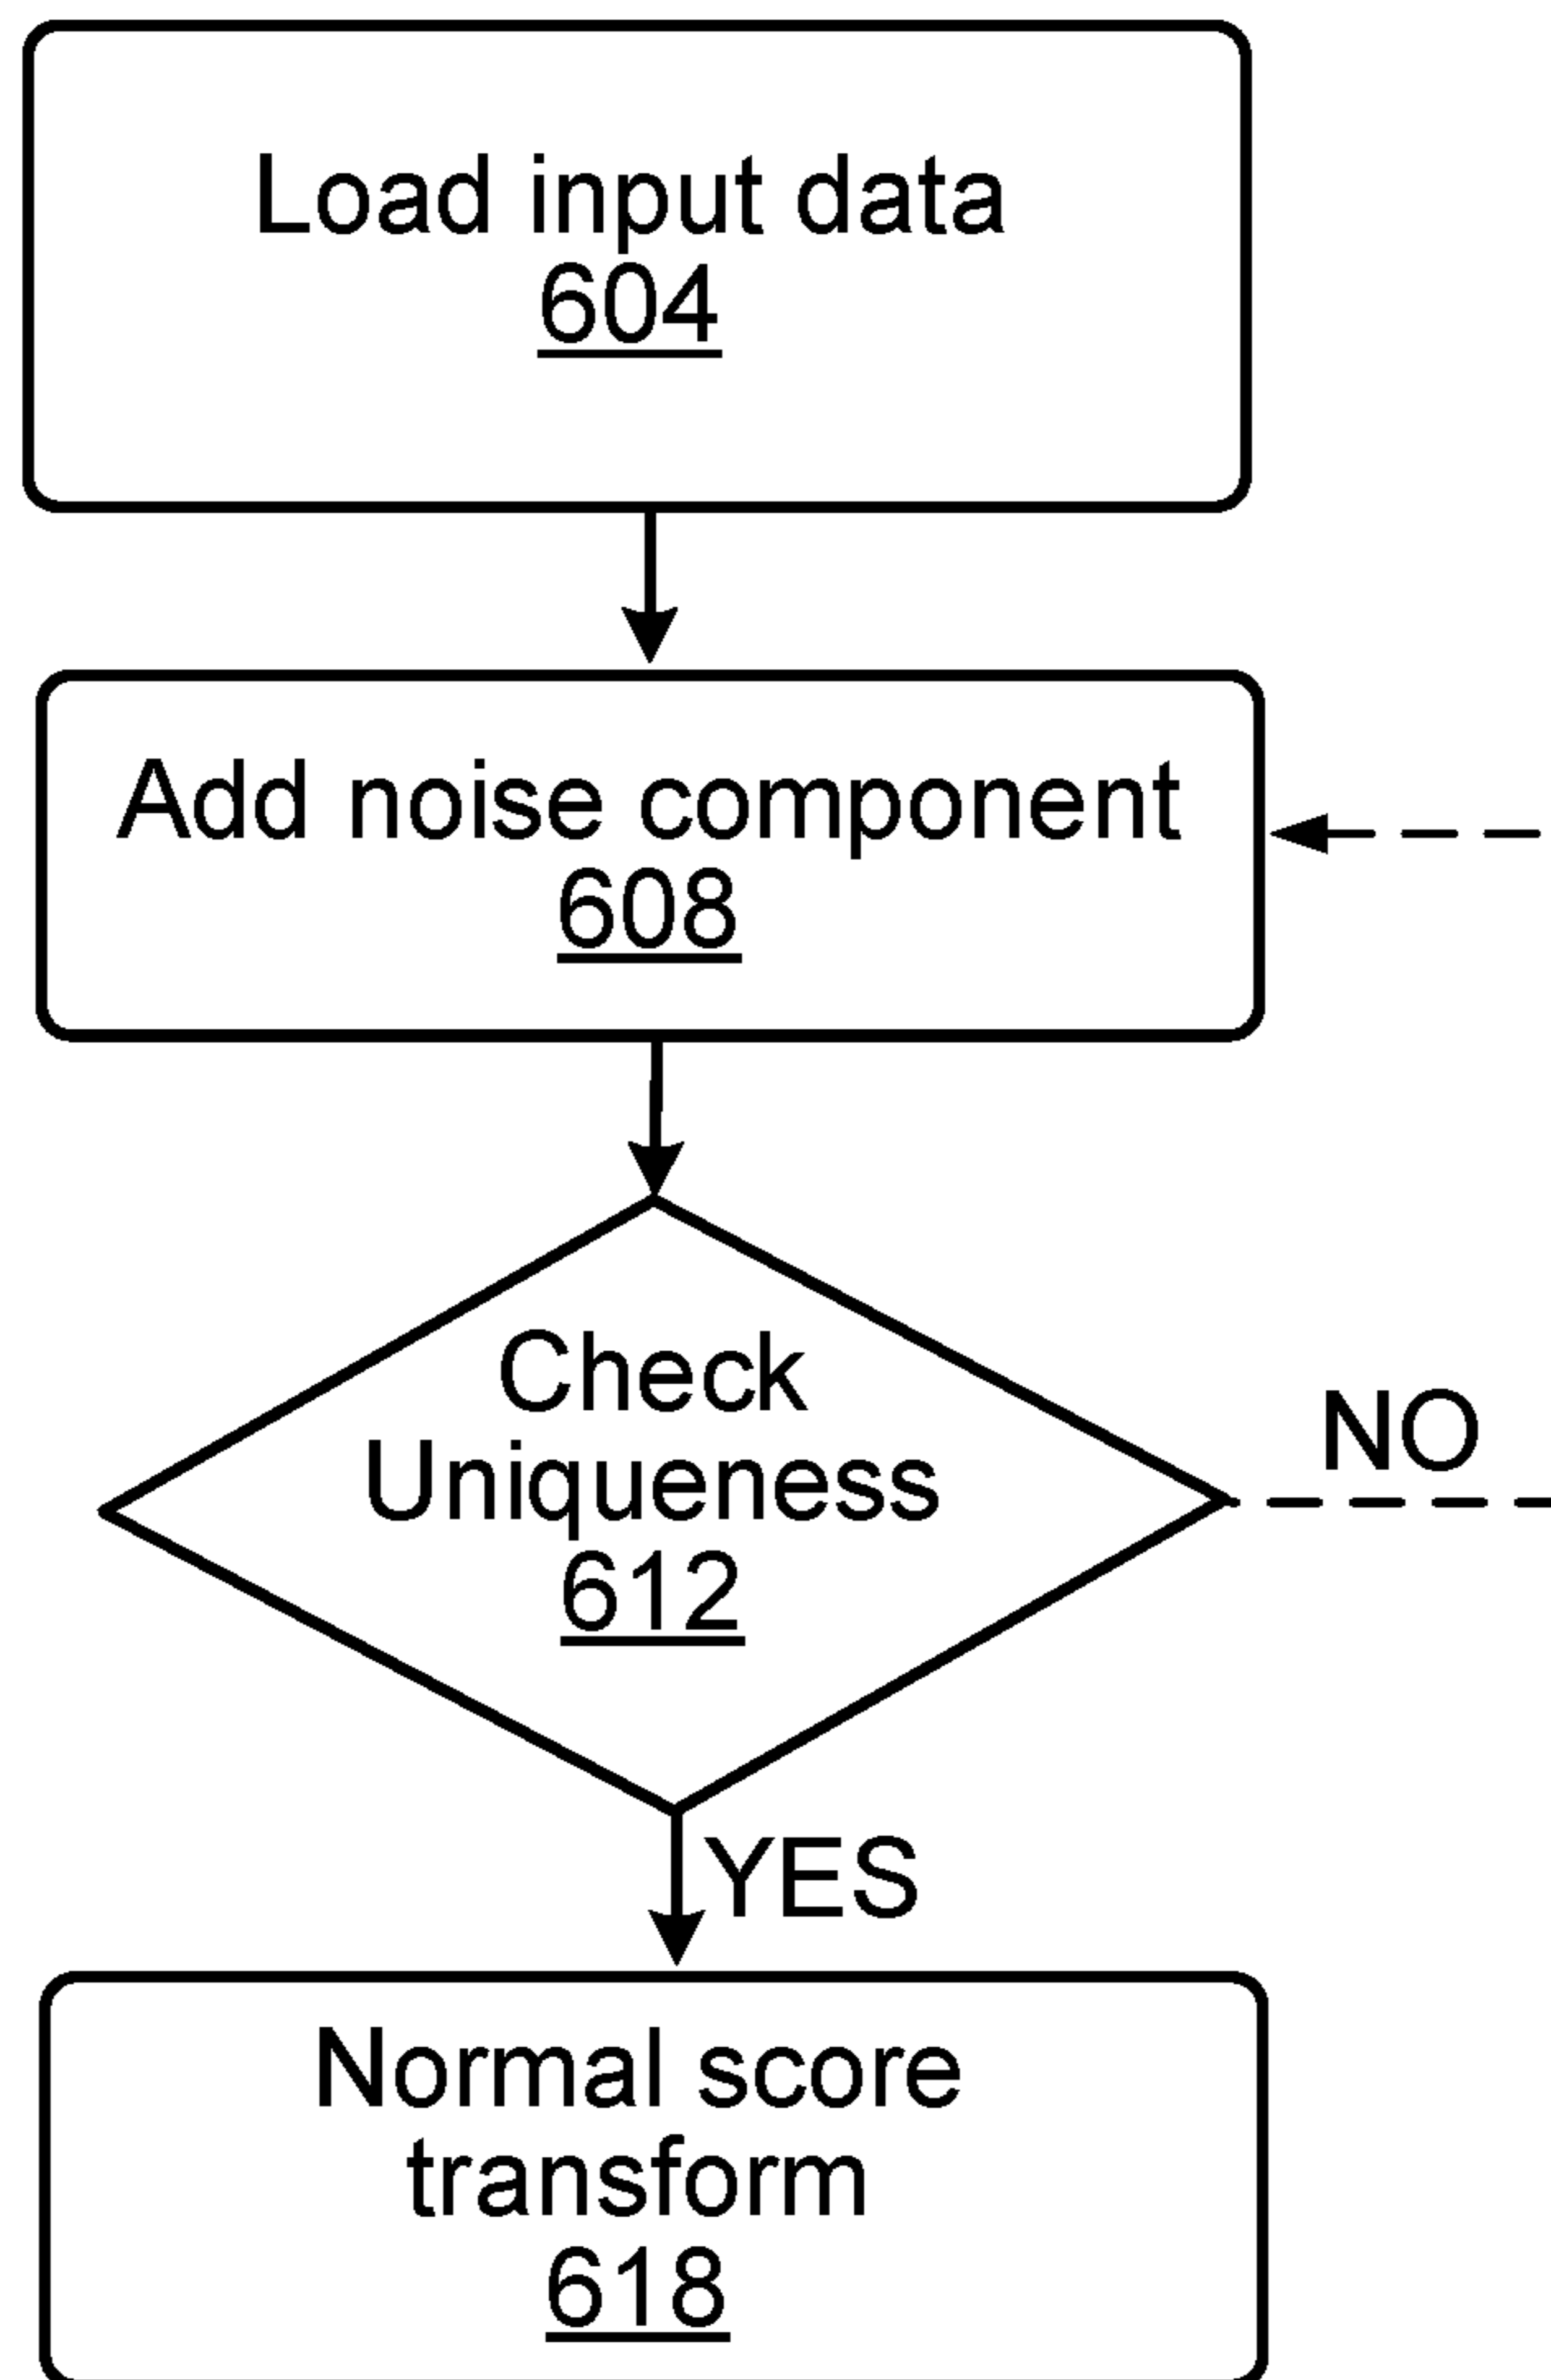 Load input data
604
Add noise component
608
Check
Uniqueness
612
NO
YES
Normal score
transform
618